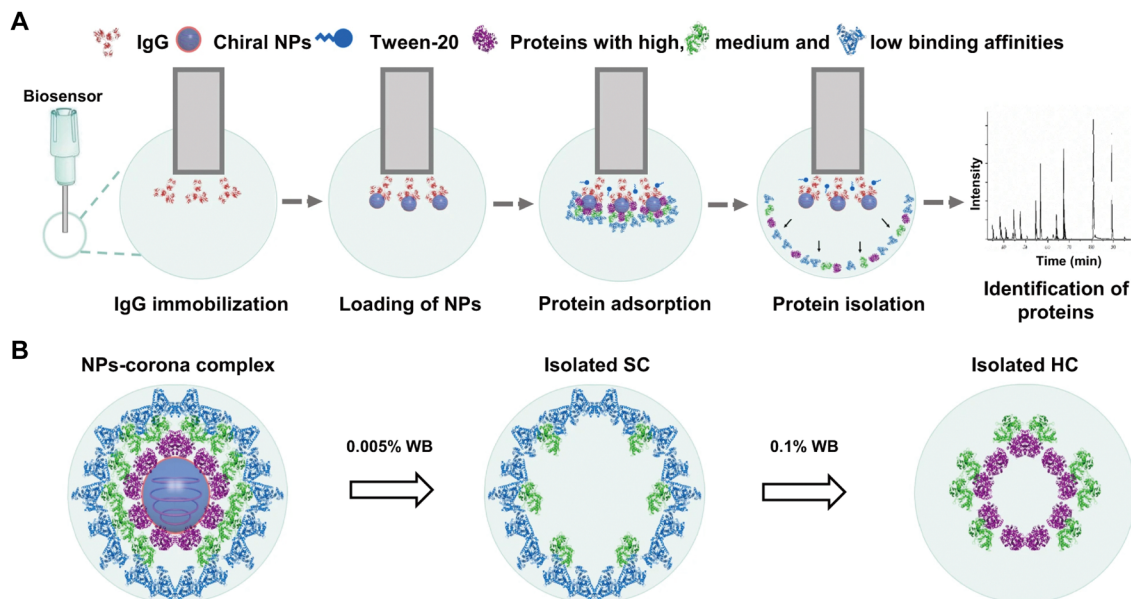 A
IgG Chiral NPs Tween-20 Proteins with high, medium and low binding affinities
Biosensor
IgG immobilization
Loading of NPs
Protein adsorption
Protein isolation
Intensity
Time (min)
Identification of
proteins
B
NPs-corona complex
Isolated SC
Isolated HC
0.005% WB
0.1% WB